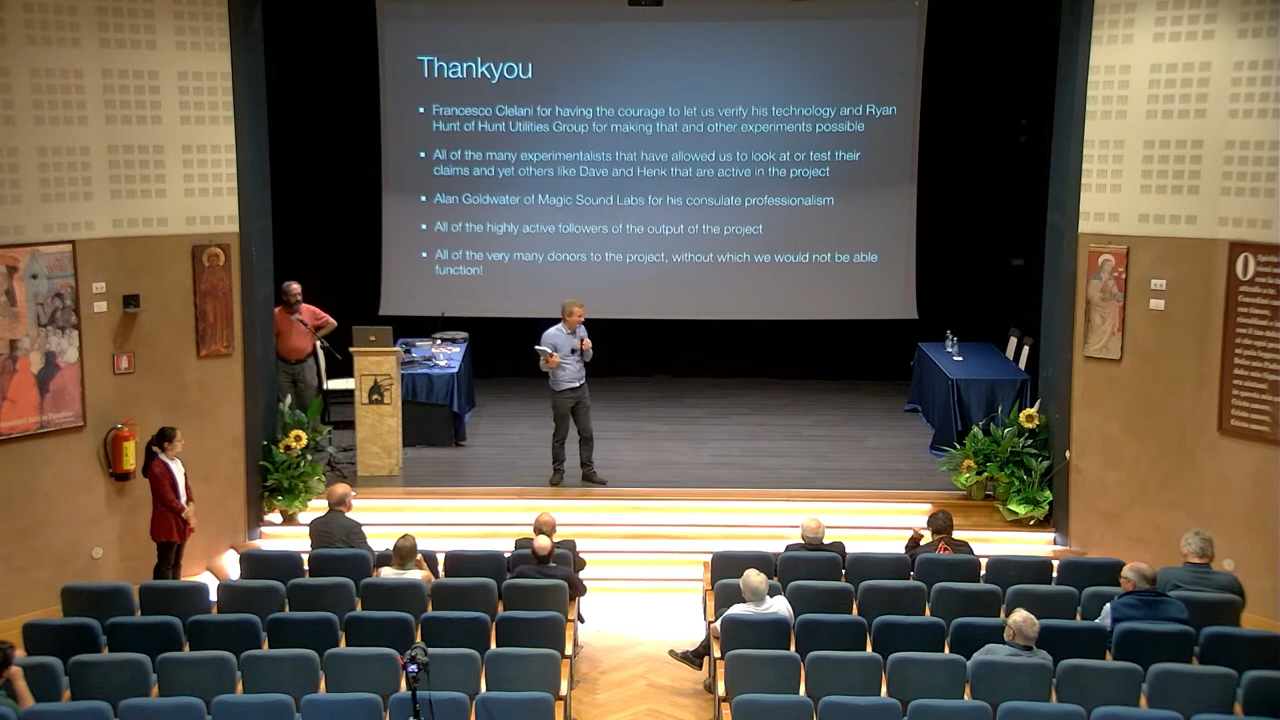 Thankyou
Francesco Clelani for having the courage to let us verify his technology and Ryan
Hunt of Hunt Utilities Group for making that and other experiments possible
All of the many experimentalists that have allowed us to look at or test their
claims and yet others like Dave and Henk that are active in the project
Alan Goldwater of Magic Sound Labs for his consulate professionalism
All of the highly active followers of the output of the project
All of the very many donors to the project, without which we would not be able
function!